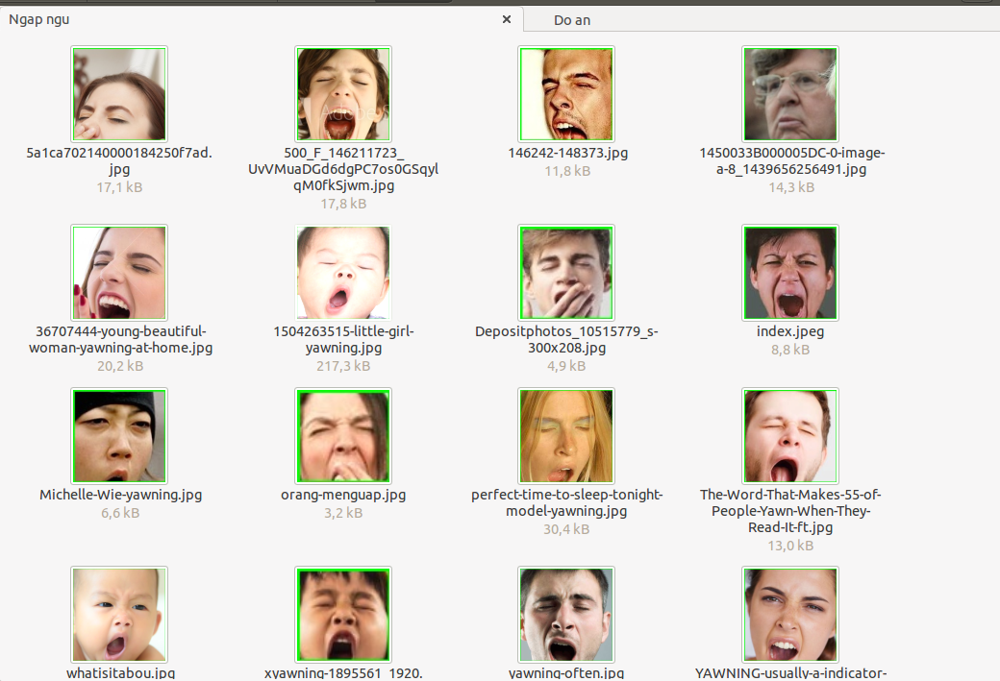 Ngap ngu
Do an
5a1ca702140000184250f7ad.
jpg
17,1 kB
500_F_146211723_
UvVMuaDGd6dgPC7os0GSqyl
qM0fkSjwm.jpg
17,8 kB
146242-148373.jpg
11,8 kB
1450033B000005DC-0-image-
a-8_1439656256491.jpg
14,3 kB
36707444-young-beautiful-
woman-yawning-at-home.jpg
20,2 kB
1504263515-little-girl-
yawning.jpg
217,3 kB
Depositphotos_10515779_s-
300x208.jpg
4,9 kB
index.jpeg
8,8 kB
Michelle-Wie-yawning.jpg
6,6 kB
orang-menguap.jpg
3,2 kB
perfect-time-to-sleep-tonight-
model-yawning.jpg
30,4 kB
The-Word-That-Makes-55-of-
People-Yawn-When-They-
Read-It-ft.jpg
13,0 kB
whatisitabou.jpg
xyawning-1895561_1920.
yawning-often.jpg
YAWNING-usually-a-indicator-